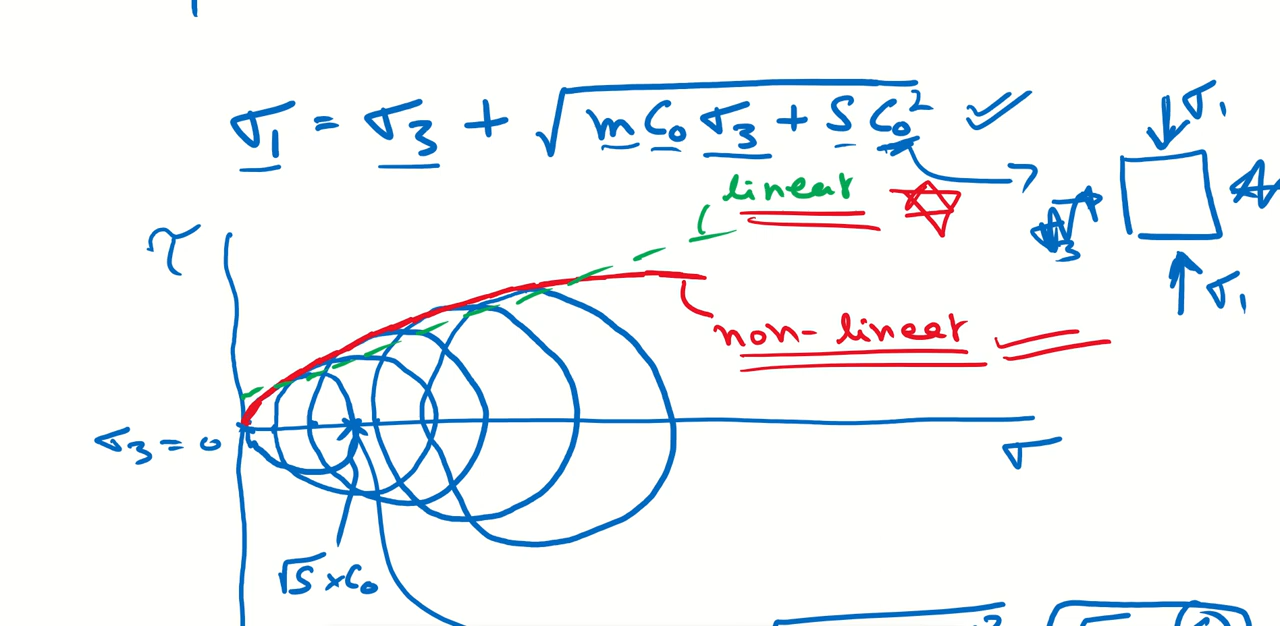 σ₁ = σ₃ + √(m C₀ σ₃ + S C₀²)
σ₁
linear
σ₃
τ
σ₁
non-linear
σ₃ = 0
σ
√S × C₀